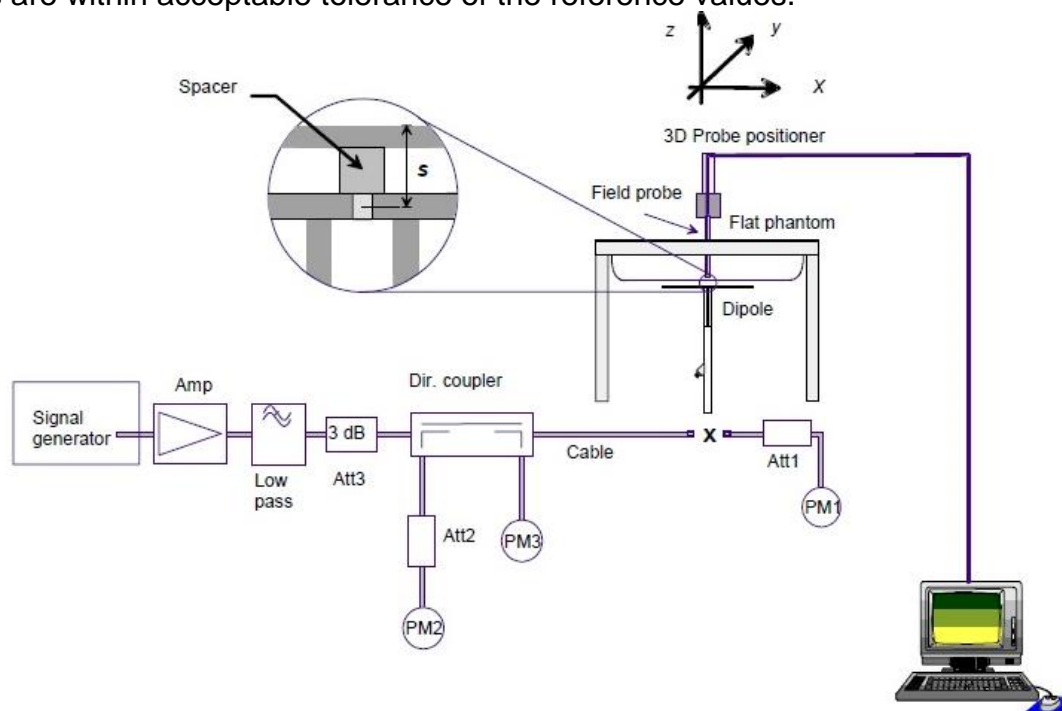 s are within acceptable tolerance of the reference values.
z
y
X
Spacer
s
3D Probe positioner
Field probe
Flat phantom
Dipole
Signal
generator
Amp
Low
pass
3 dB
Att3
Dir. coupler
Cable
x
Att1
PM1
Att2
PM3
PM2